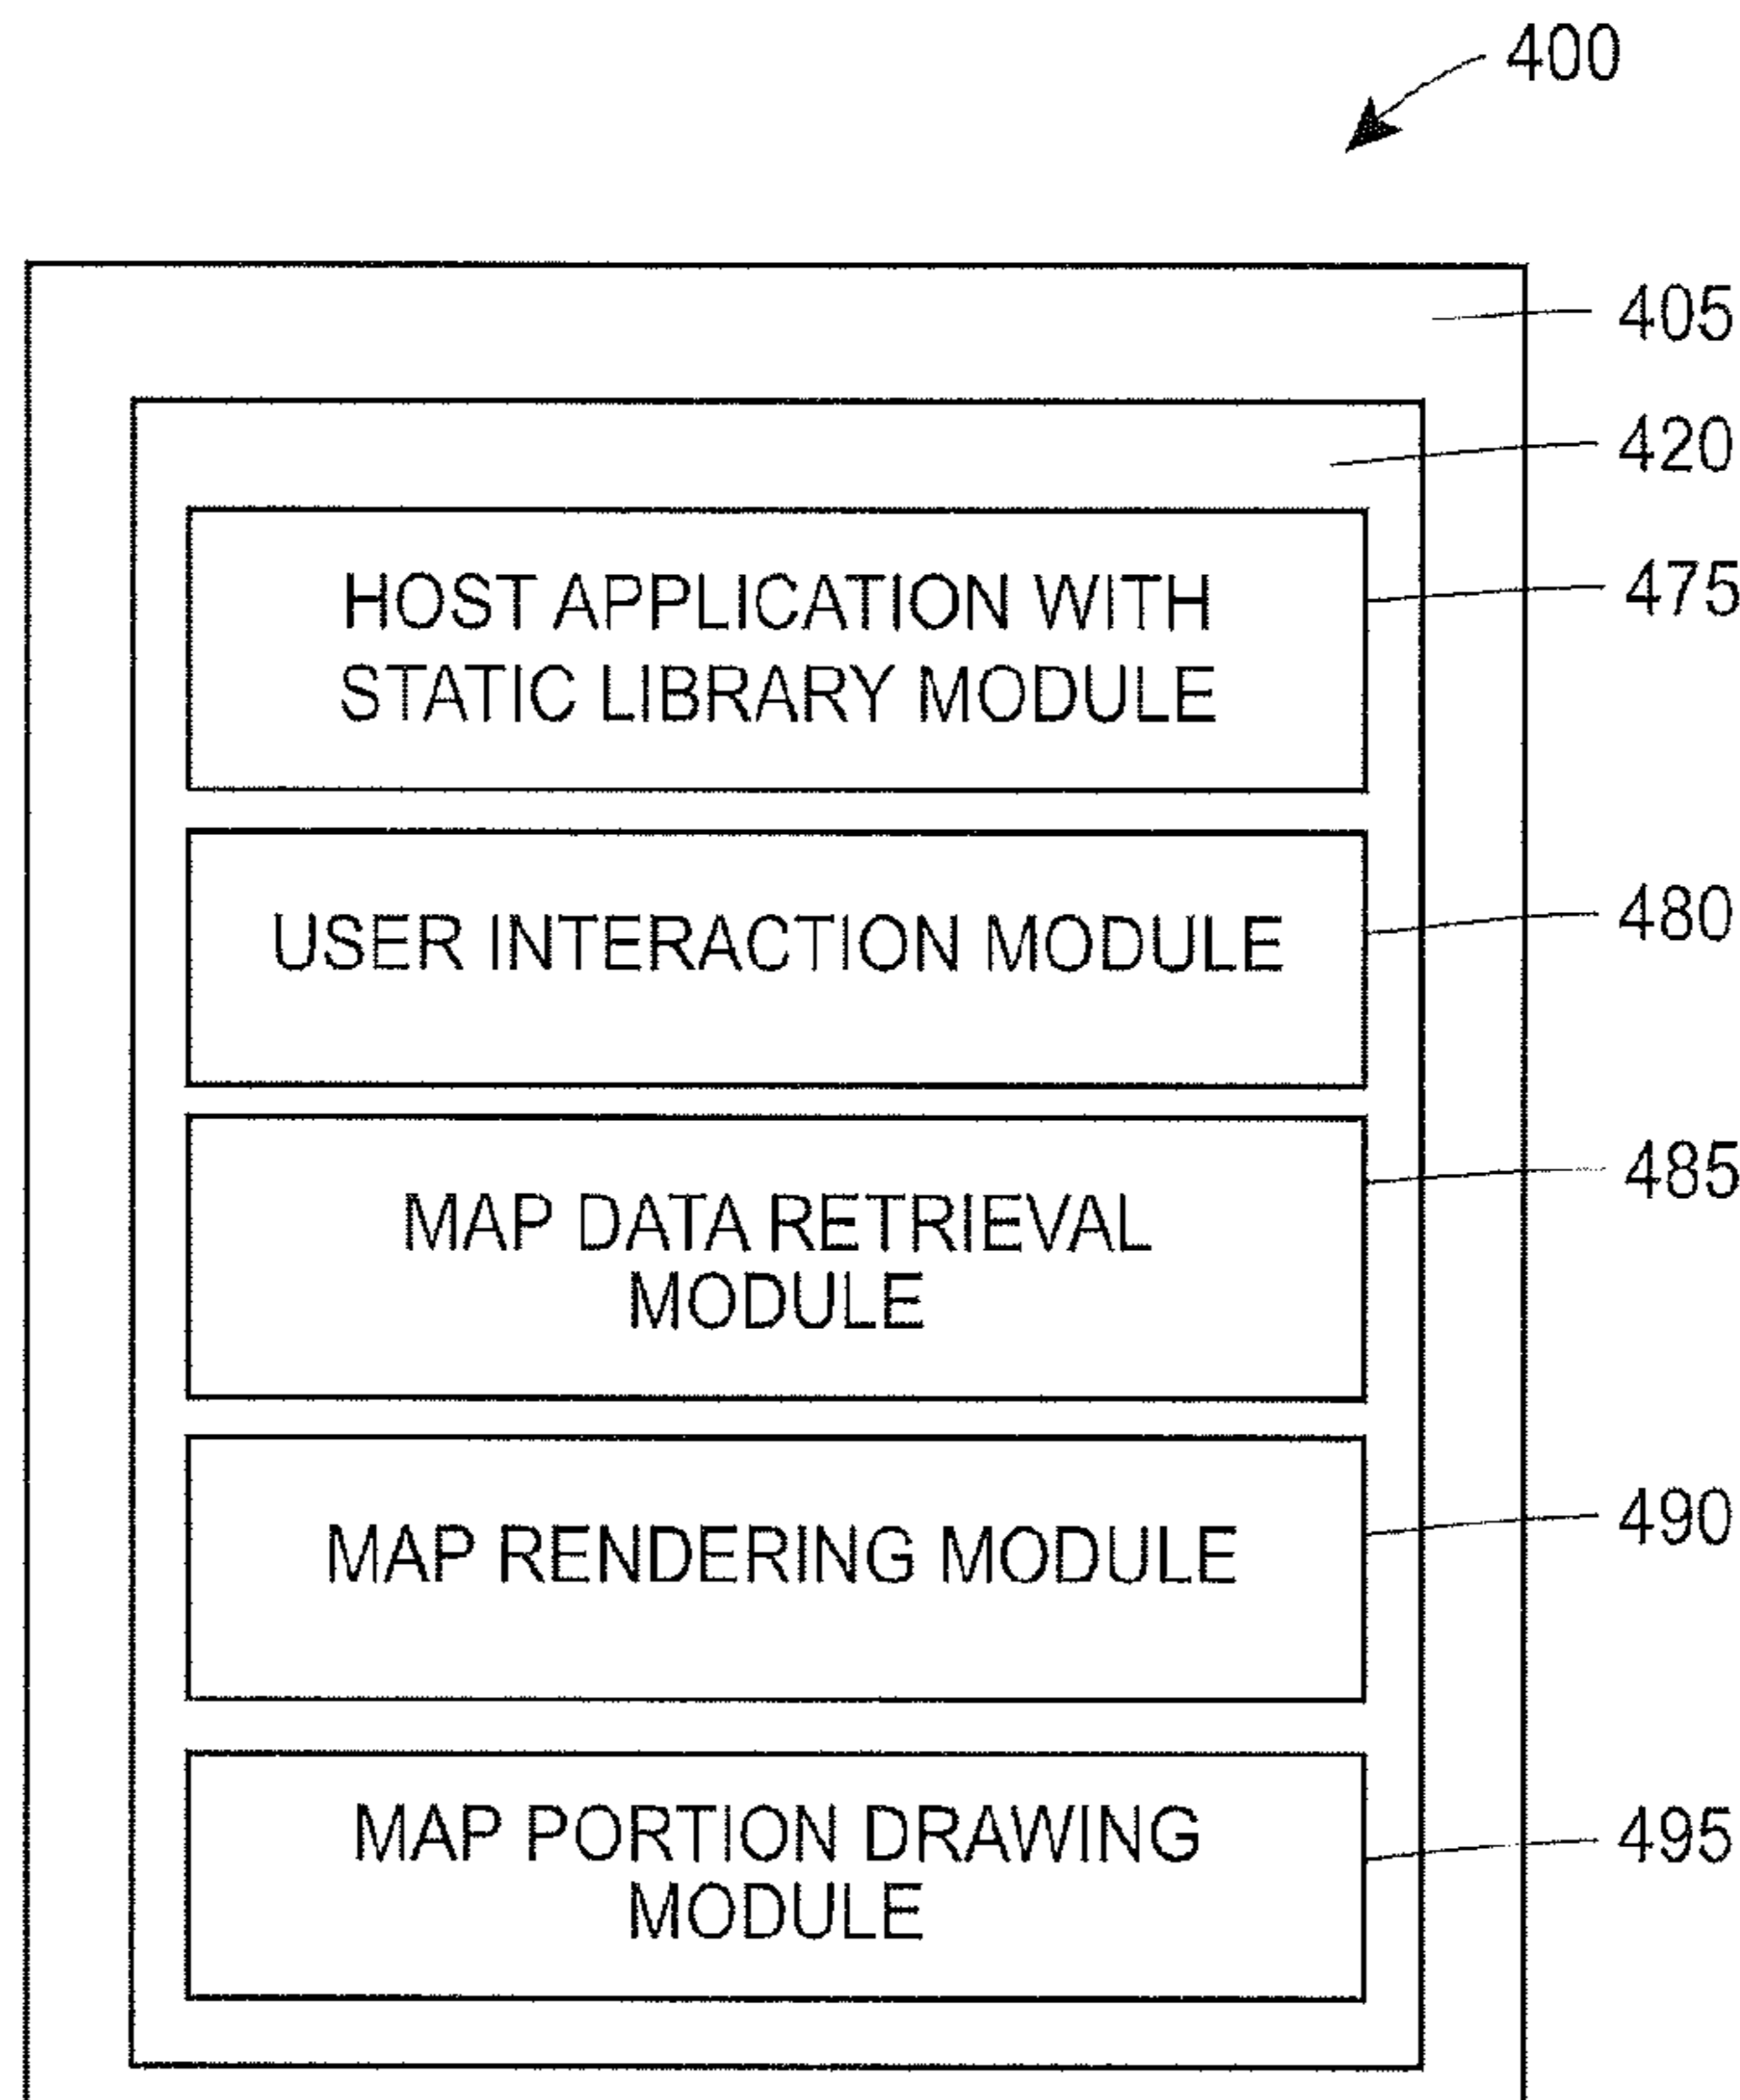 400
405
420
HOST APPLICATION WITH
STATIC LIBRARY MODULE
475
USER INTERACTION MODULE
480
MAP DATA RETRIEVAL
MODULE
485
MAP RENDERING MODULE
490
MAP PORTION DRAWING
MODULE
495